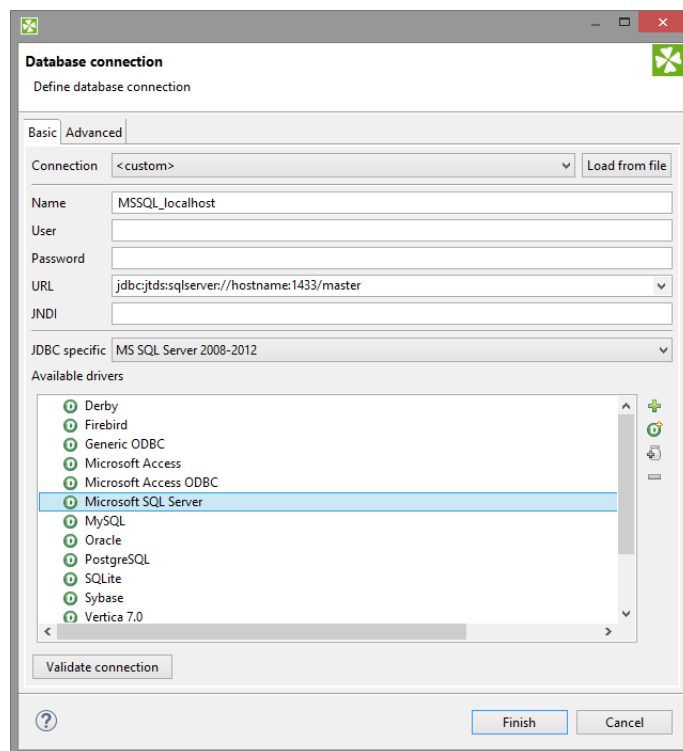 Database connection
Define database connection
Basic Advanced
Connection <custom> Load from file
Name MSSQL_localhost
User
Password
URL jdbc:jtds:sqlserver://hostname:1433/master
JNDI
JDBC specific MS SQL Server 2008-2012
Available drivers
Derby
Firebird
Generic ODBC
Microsoft Access
Microsoft Access ODBC
Microsoft SQL Server
MySQL
Oracle
PostgreSQL
SQLite
Sybase
Vertica 7.0
Validate connection
Finish Cancel